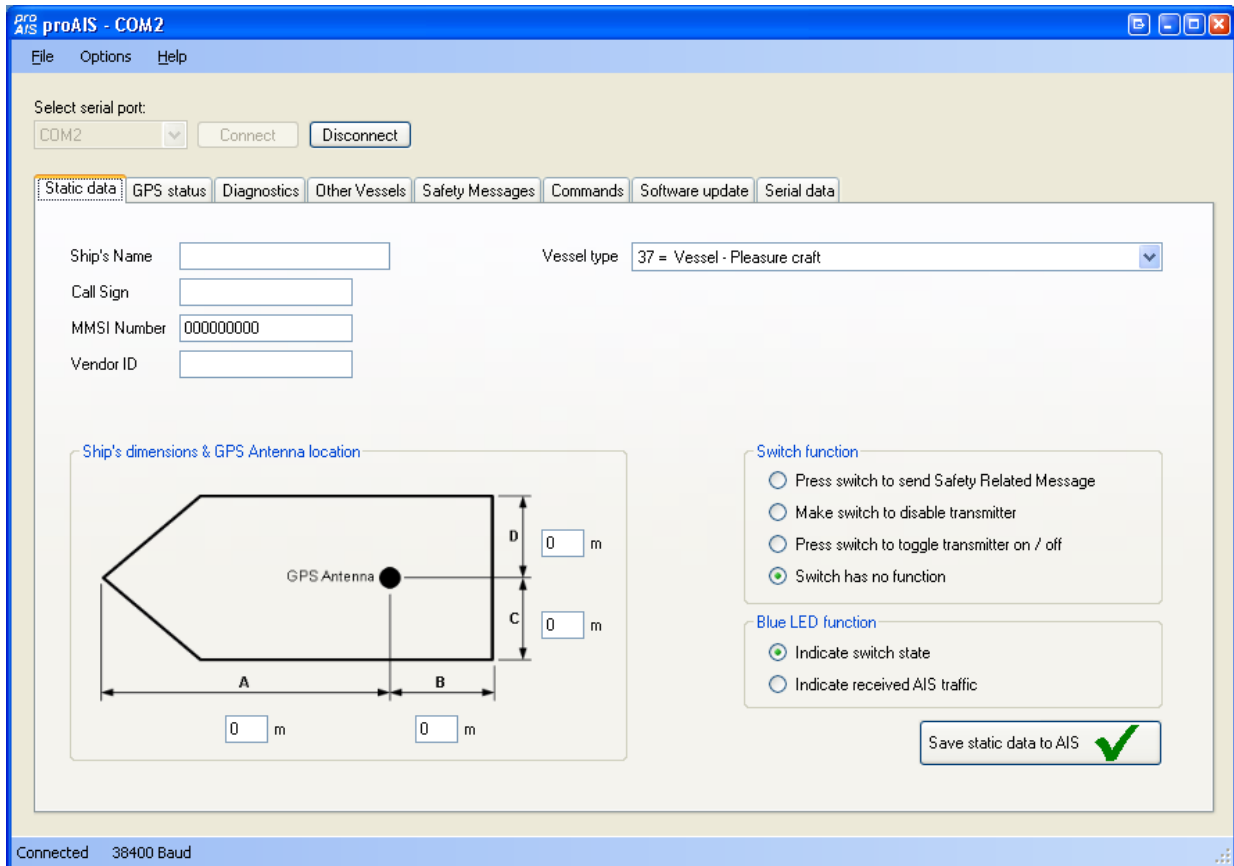 pro AIS proAIS - COM2
File Options Help
Select serial port:
COM2 Connect Disconnect
Static data GPS status Diagnostics Other Vessels Safety Messages Commands Software update Serial data
Ship's Name Vessel type 37 = Vessel - Pleasure craft
Call Sign
MMSI Number 000000000
Vendor ID
Ship's dimensions & GPS Antenna location
D 0 m
GPS Antenna
C 0 m
A B
0 m 0 m
Switch function
Press switch to send Safety Related Message
Make switch to disable transmitter
Press switch to toggle transmitter on / off
Switch has no function
Blue LED function
Indicate switch state
Indicate received AIS traffic
Save static data to AIS
Connected 38400 Baud